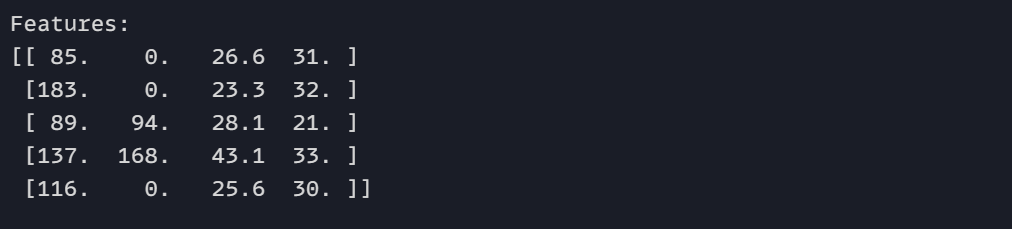 Features:
[[ 85.    0.   26.6  31. ]
 [183.    0.   23.3  32. ]
 [ 89.   94.   28.1  21. ]
 [137.  168.   43.1  33. ]
 [116.    0.   25.6  30. ]]